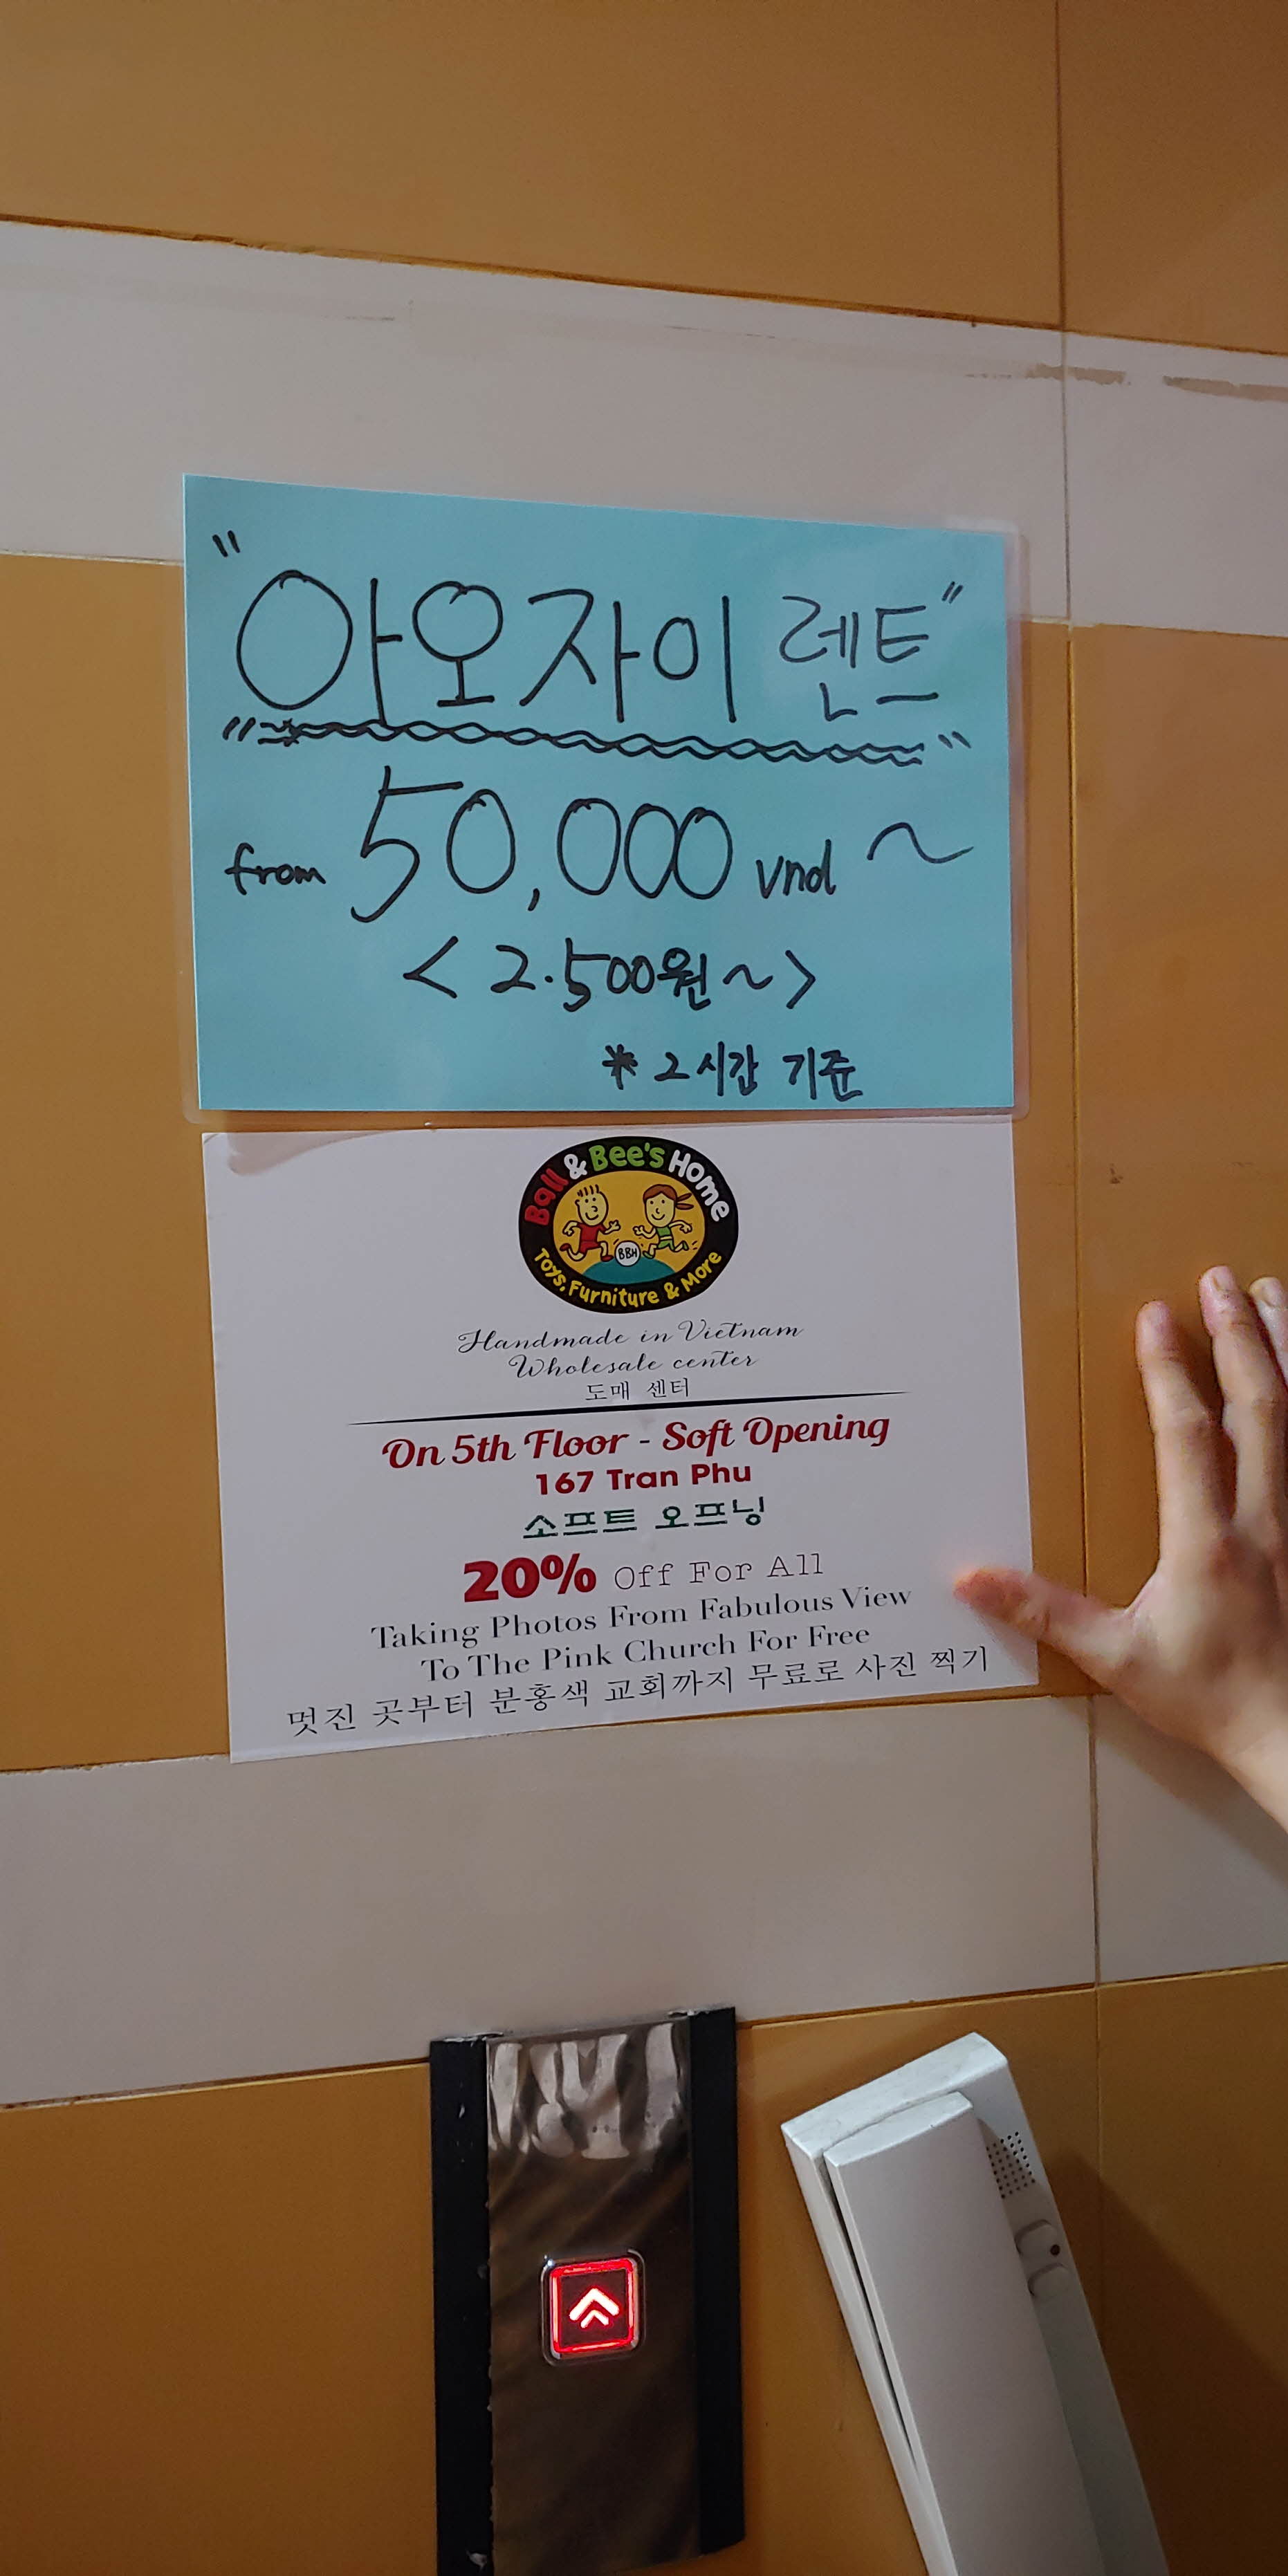 "아오자이 렌트"
from 50,000 vnd ~
< 2.500원~ >
* 2시간 기준
Ball & Bee's Home
BBH
Toys, Furniture & More
Handmade in Vietnam
Wholesale center
도매 센터
On 5th Floor - Soft Opening
167 Tran Phu
소프트 오프닝
20% Off For All
Taking Photos From Fabulous View
To The Pink Church For Free
멋진 곳부터 분홍색 교회까지 무료로 사진 찍기